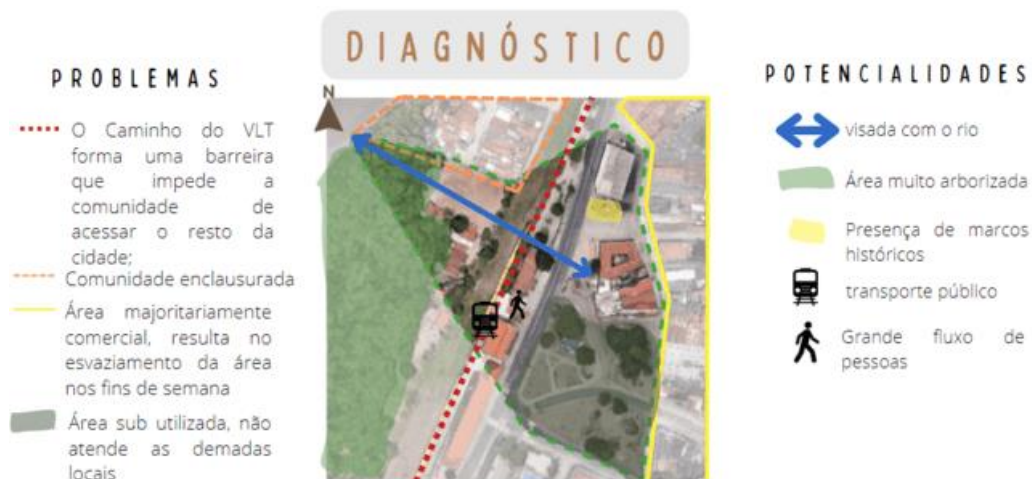 DIAGNÓSTICO
PROBLEMAS
O Caminho do VLT
forma uma barreira
que impede a
comunidade de
acessar o resto da
cidade;
Comunidade enclausurada
Área majoritariamente
comercial, resulta no
esvaziamento da área
nos fins de semana
Área sub utilizada, não
atende as demadas
locais
N
POTENCIALIDADES
visada com o rio
Área muito arborizada
Presença de marcos
históricos
transporte público
Grande fluxo de
pessoas